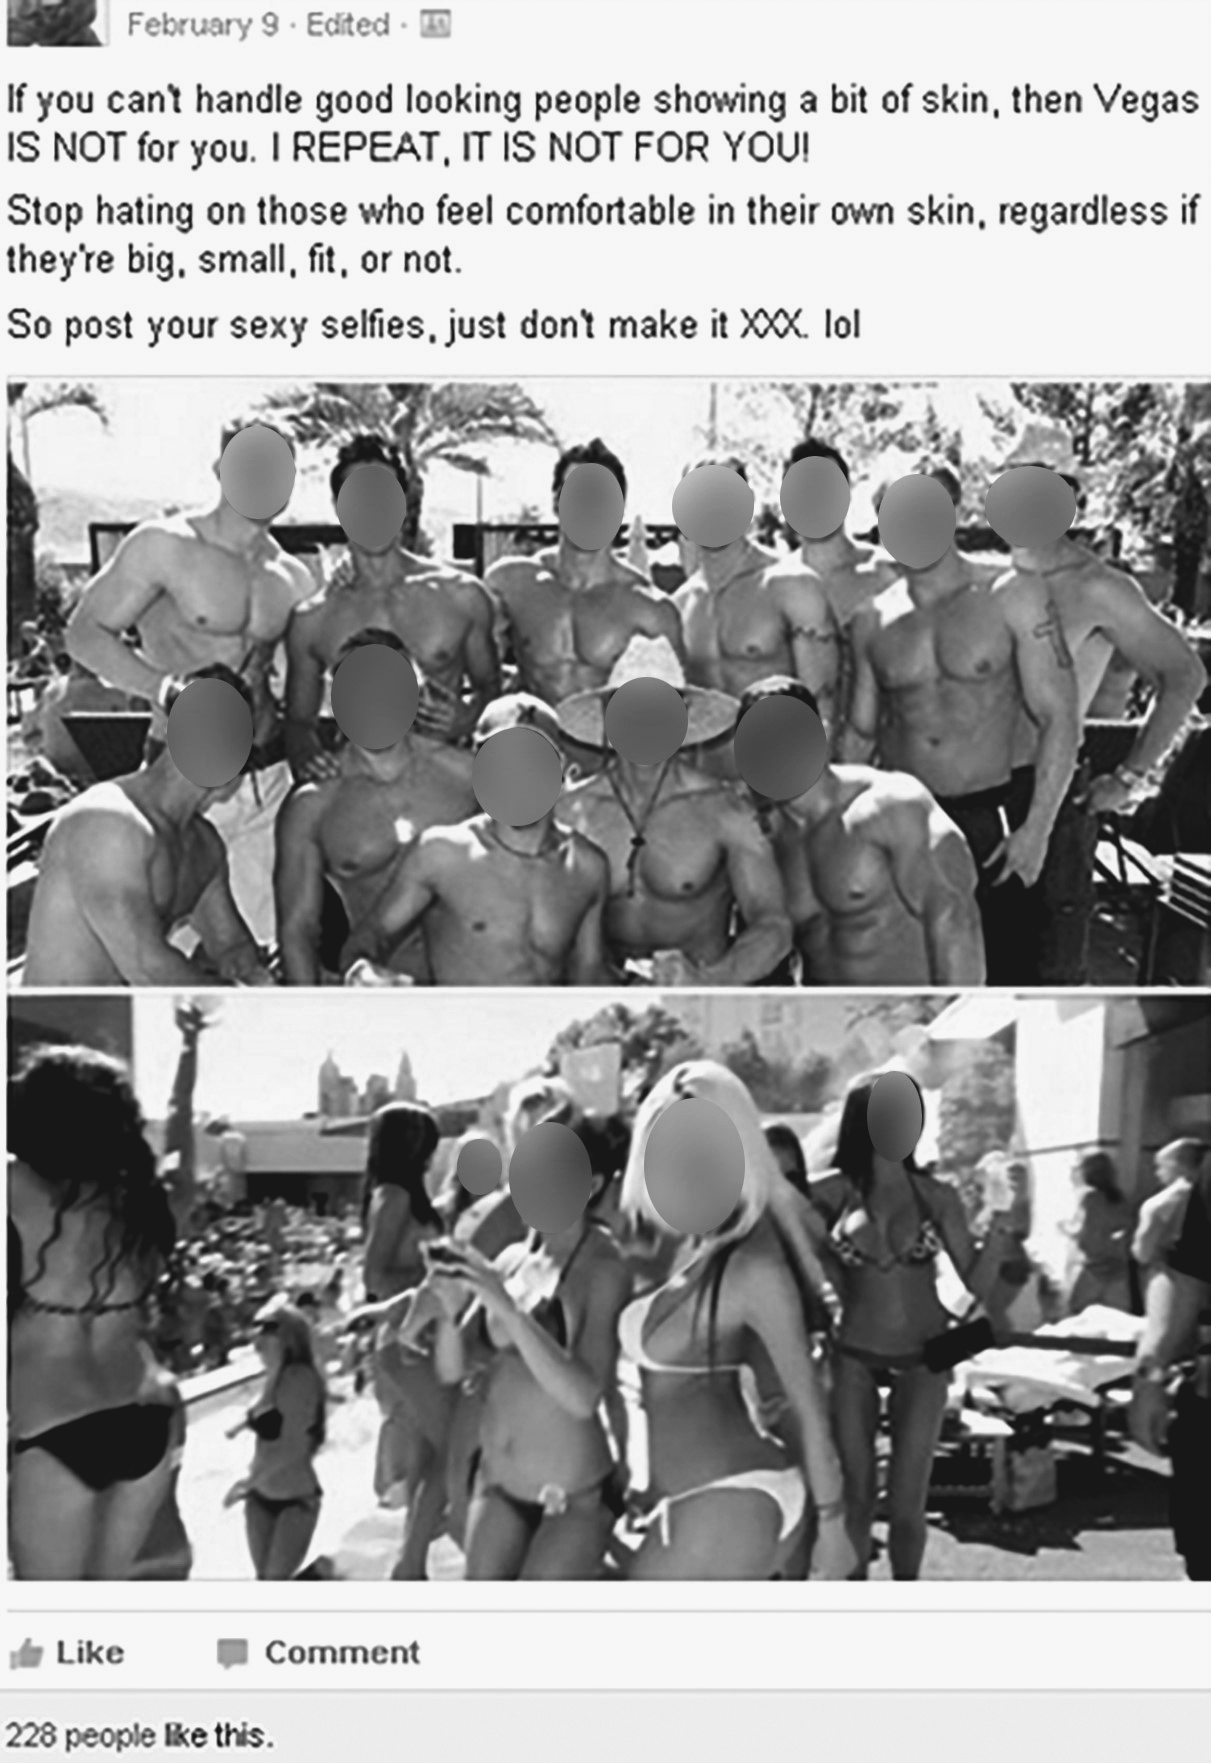 February 9 · Edited ·
If you can't handle good looking people showing a bit of skin, then Vegas
IS NOT for you. I REPEAT, IT IS NOT FOR YOU!
Stop hating on those who feel comfortable in their own skin, regardless if
they're big, small, fit, or not.
So post your sexy selfies, just don't make it XXX. lol
Like Comment
228 people like this.